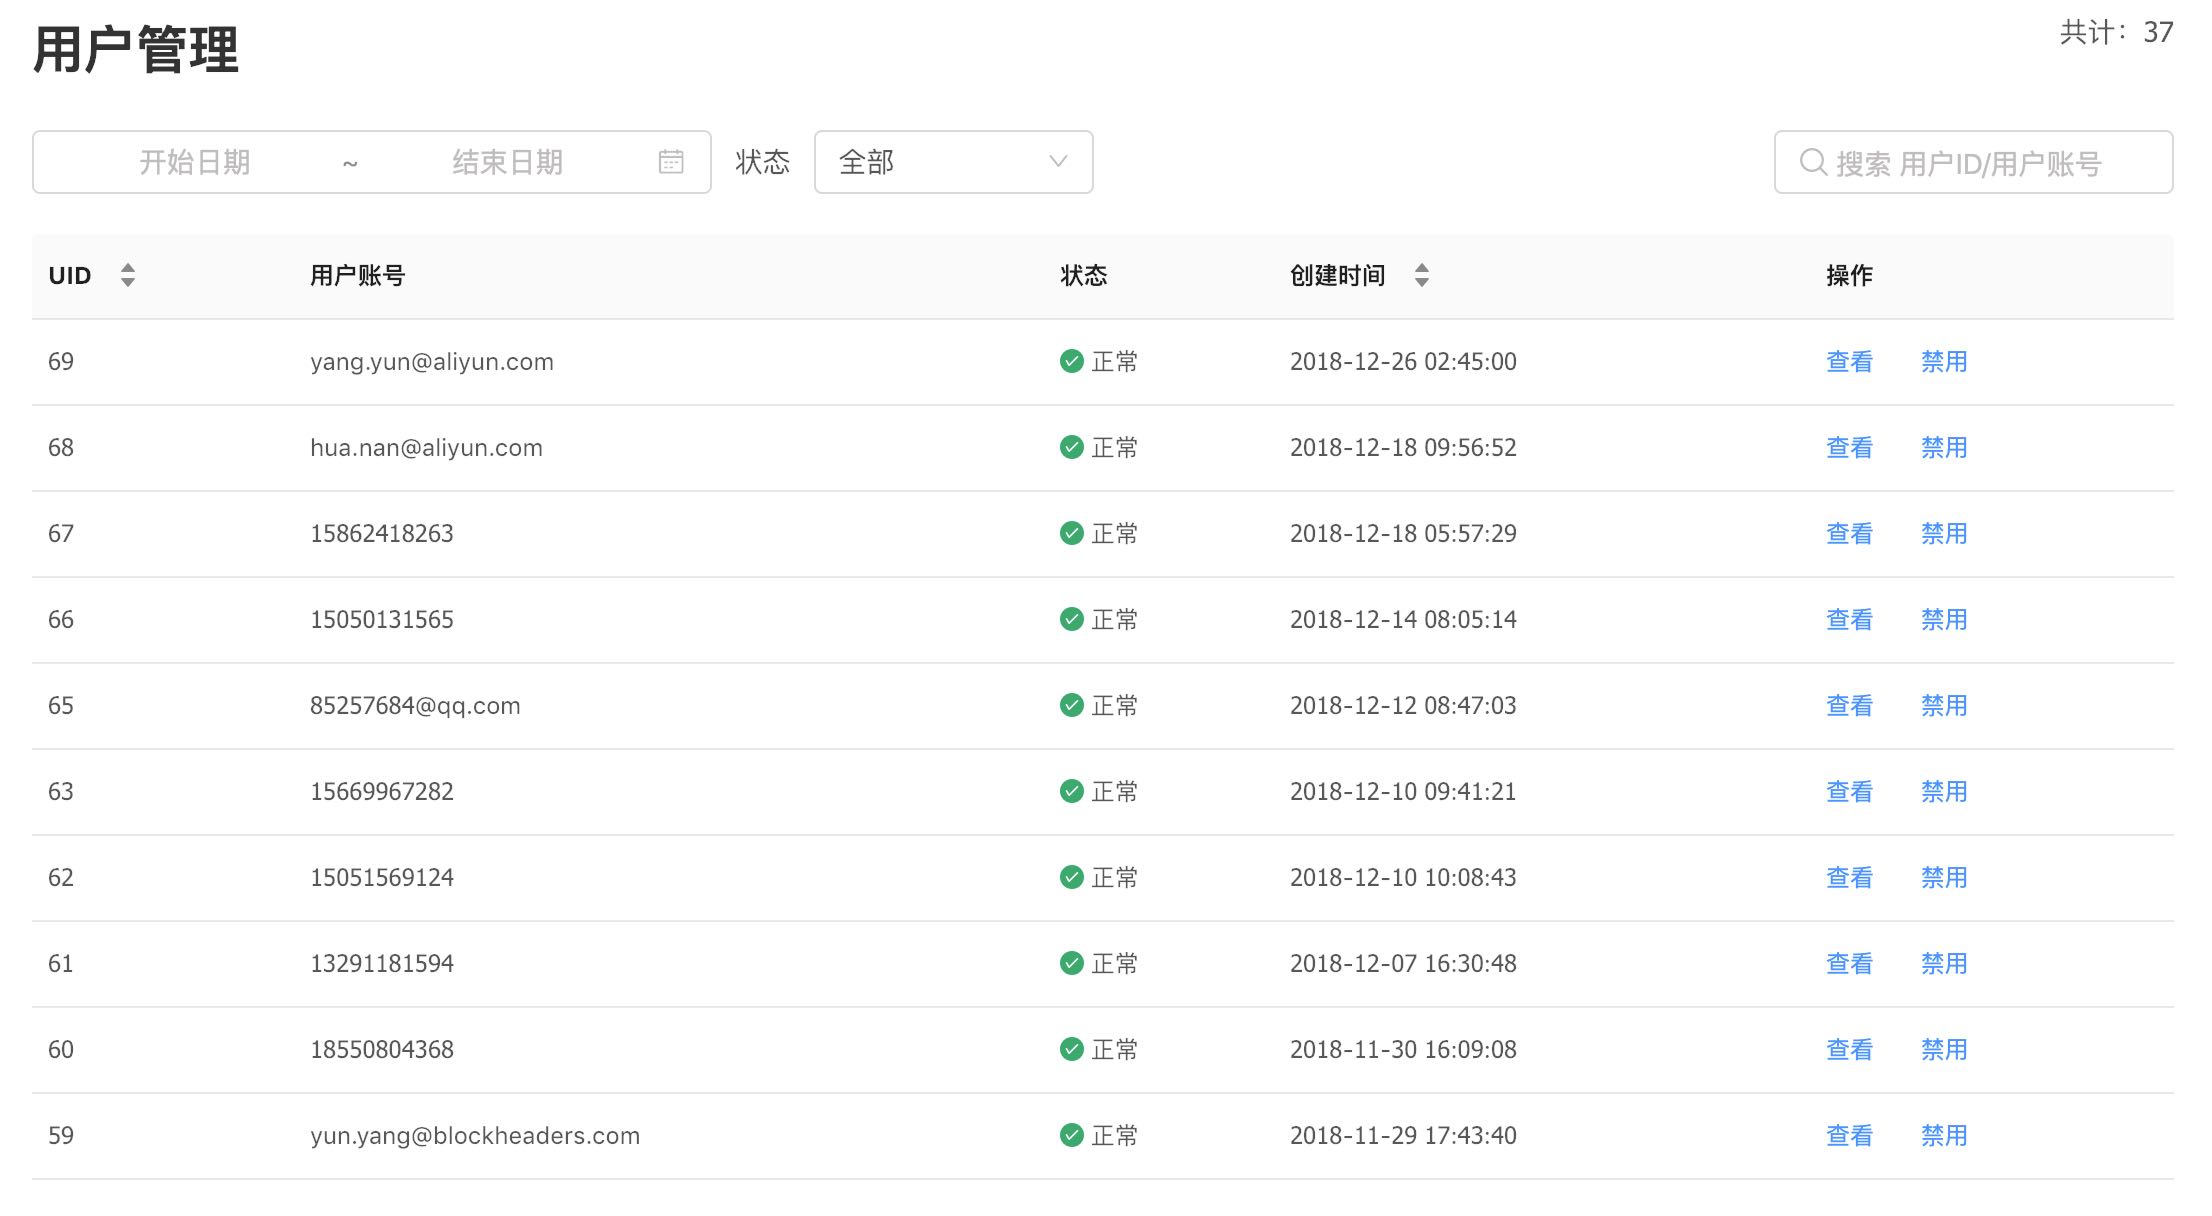 用户管理
共计：37
开始日期 ~ 结束日期 状态 全部 搜索 用户ID/用户账号
UID 用户账号 状态 创建时间 操作
69 yang.yun@aliyun.com 正常 2018-12-26 02:45:00 查看 禁用
68 hua.nan@aliyun.com 正常 2018-12-18 09:56:52 查看 禁用
67 15862418263 正常 2018-12-18 05:57:29 查看 禁用
66 15050131565 正常 2018-12-14 08:05:14 查看 禁用
65 85257684@qq.com 正常 2018-12-12 08:47:03 查看 禁用
63 15669967282 正常 2018-12-10 09:41:21 查看 禁用
62 15051569124 正常 2018-12-10 10:08:43 查看 禁用
61 13291181594 正常 2018-12-07 16:30:48 查看 禁用
60 18550804368 正常 2018-11-30 16:09:08 查看 禁用
59 yun.yang@blockheaders.com 正常 2018-11-29 17:43:40 查看 禁用